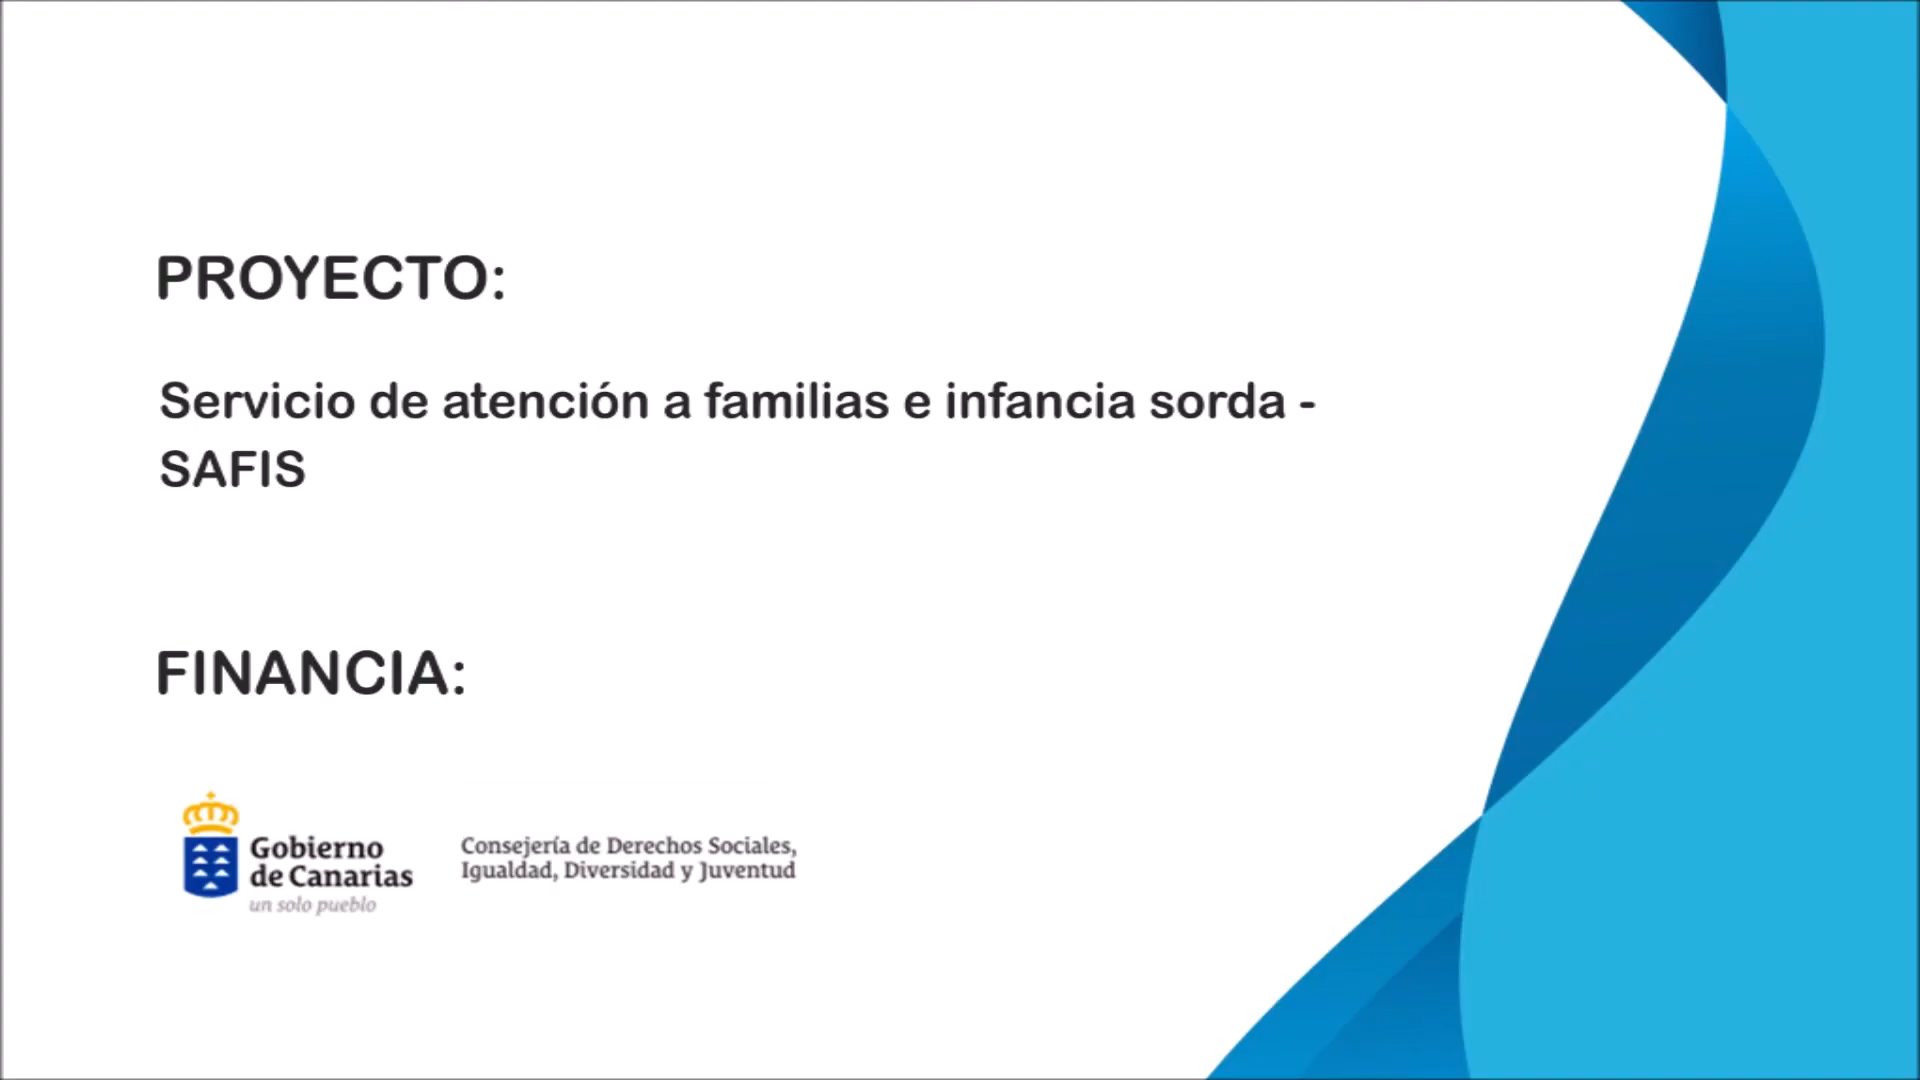 PROYECTO:
Servicio de atención a familias e infancia sorda -
SAFIS
FINANCIA:
Gobierno
de Canarias
un solo pueblo
Consejería de Derechos Sociales,
Igualdad, Diversidad y Juventud